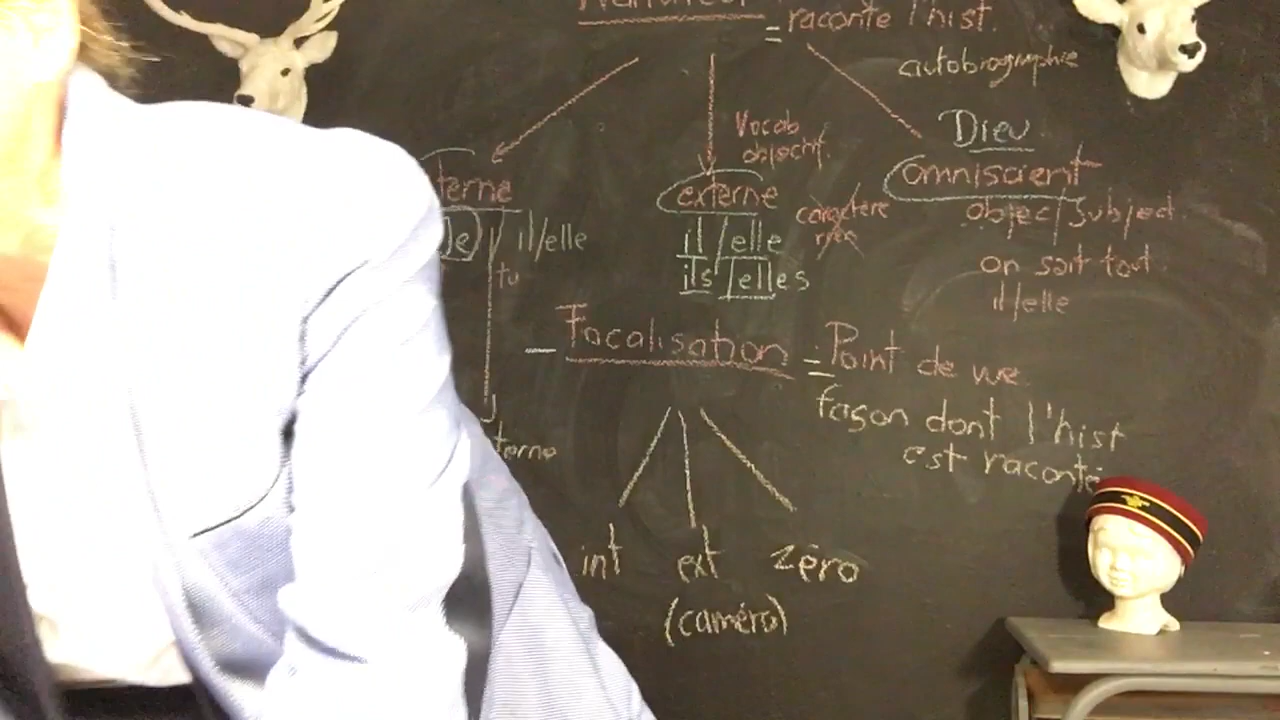 = raconte l'hist.
autobiographie
Vocab
objectif.
Dieu
terne
externe
caractère
omniscient
objec/subject.
Je | il/elle
il/elle
tu
ils/elles
on sait tout
il/elle
– Focalisation = Point de vue
façon dont l'hist
est racontée
terne
int ext zéro
(caméra)